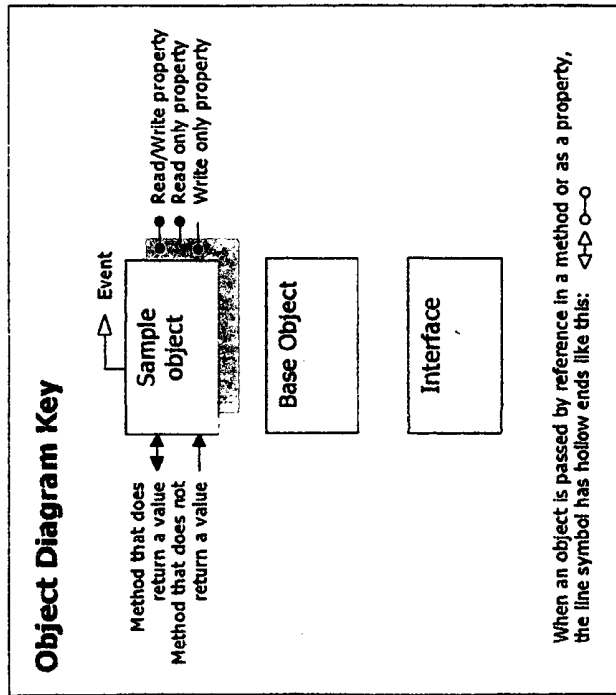 Object Diagram Key
Event
Method that does
return a value
Method that does not
return a value
Sample
object
Read/Write property
Read only property
Write only property
Base Object
Interface
When an object is passed by reference in a method or as a property,
the line symbol has hollow ends like this: